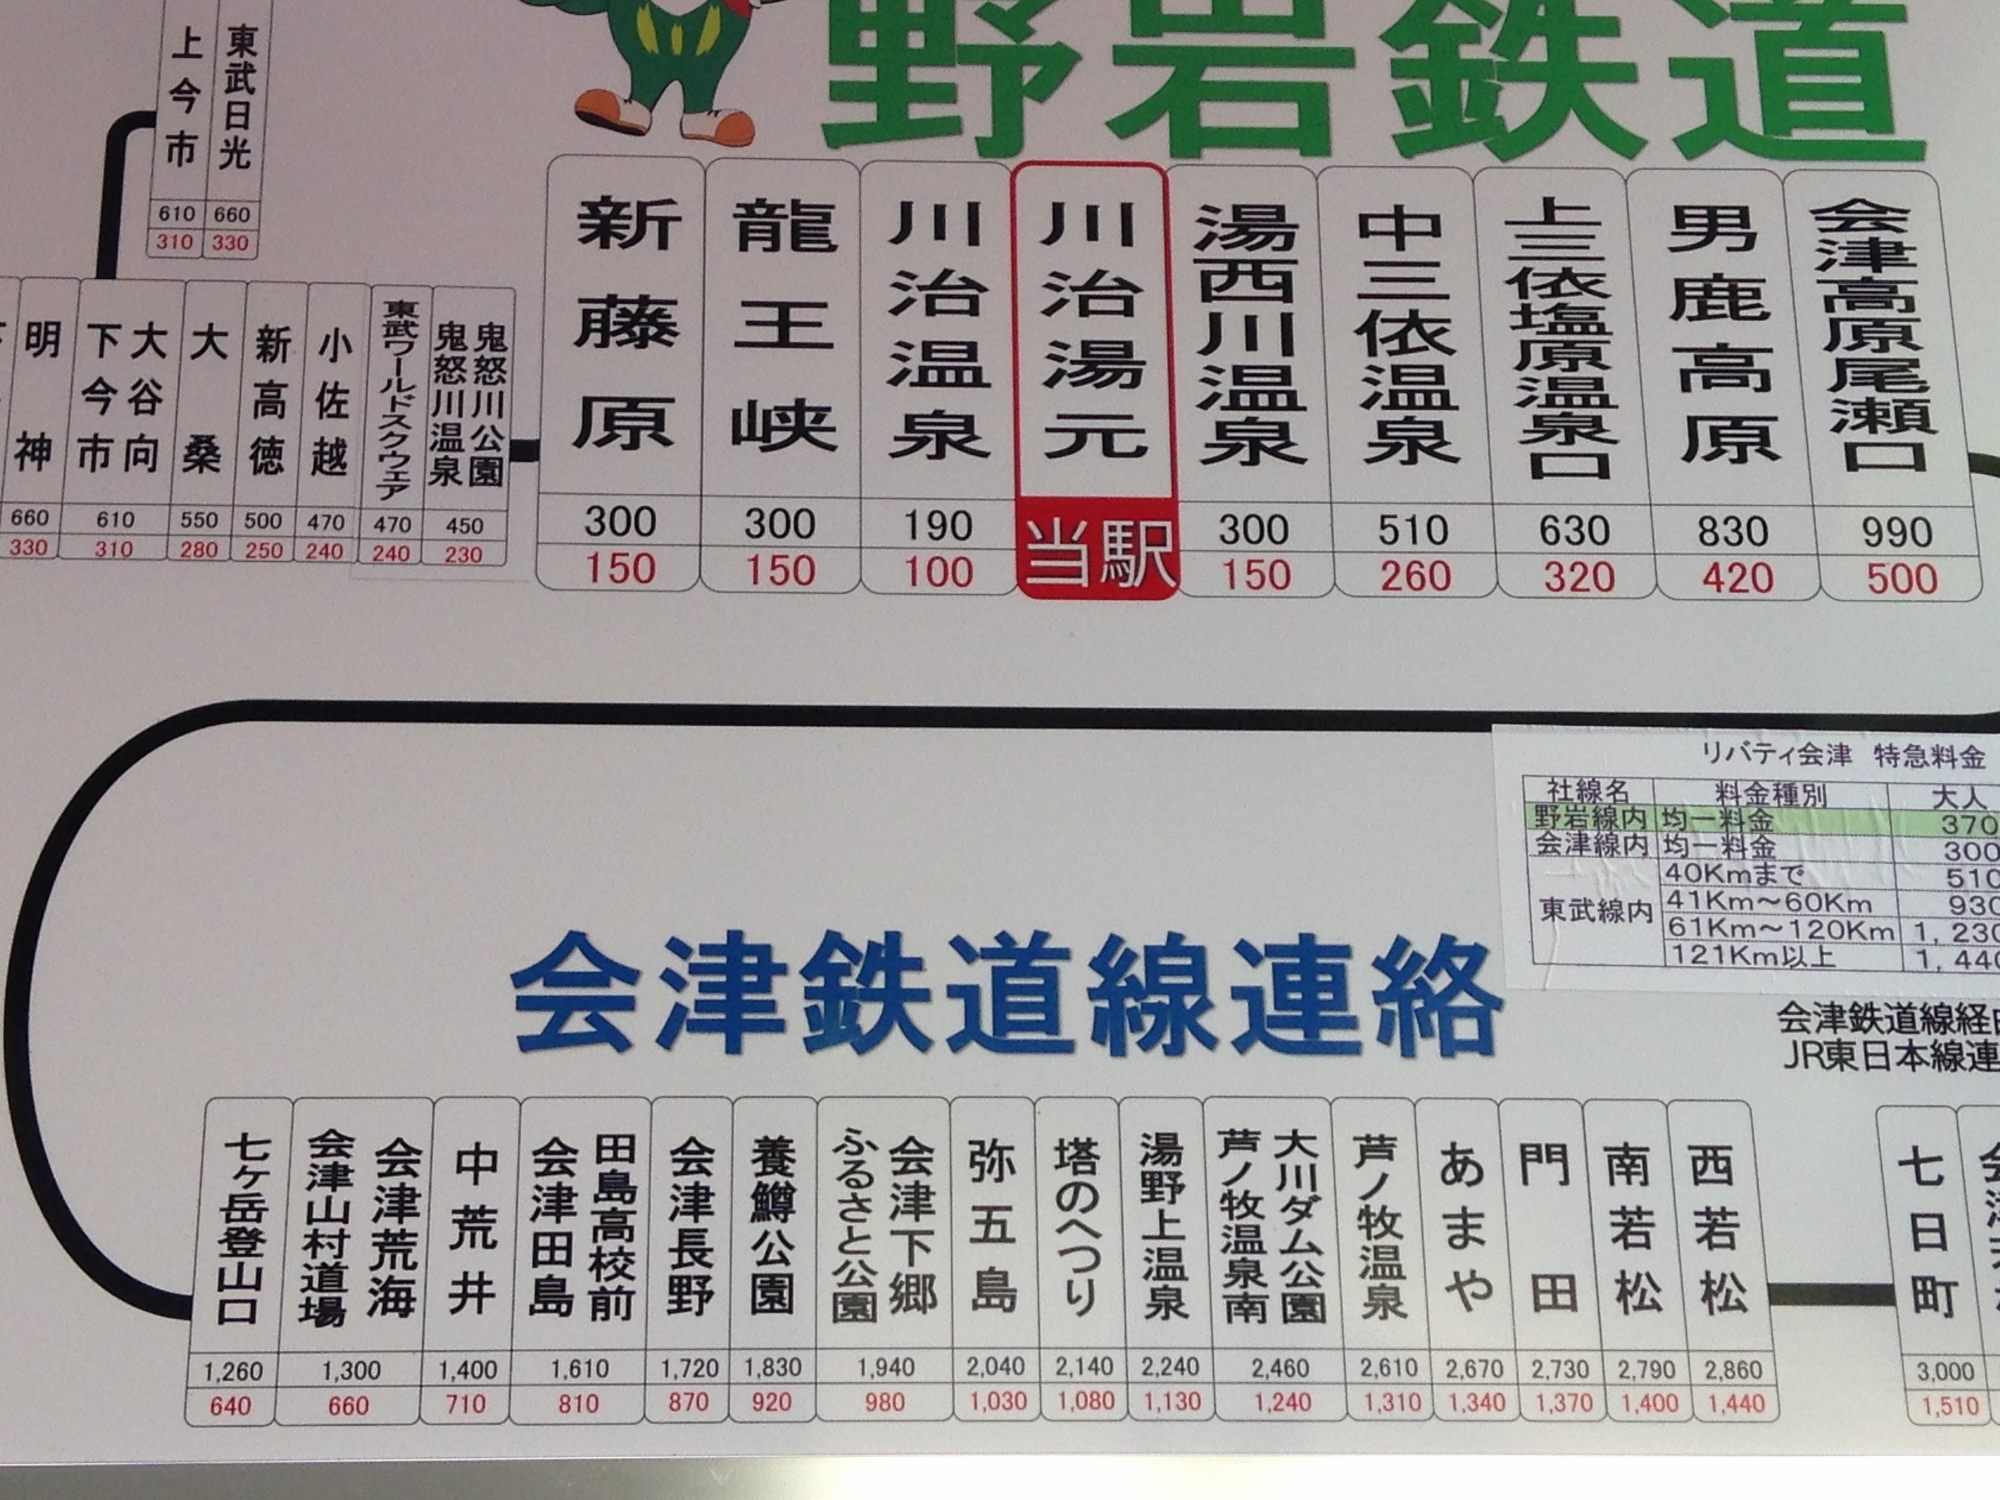 野岩鉄道
上今市
610
310
東武日光
660
330
明神
660
330
下今市
大谷向
610
310
大桑
550
280
新高徳
500
250
小佐越
470
240
東武ワールドスクウェア
470
240
鬼怒川温泉
鬼怒川公園
450
230
新藤原
300
150
龍王峡
300
150
川治温泉
190
100
川治湯元
当駅
湯西川温泉
300
150
中三依温泉
510
260
上三依塩原温泉口
630
320
男鹿高原
830
420
会津高原尾瀬口
990
500
リバティ会津 特急料金
社線名 料金種別 大人
野岩線内 均一料金 370
会津線内 均一料金 300
東武線内
40Kmまで 510
41Km～60Km 930
61Km～120Km 1,230
121Km以上 1,440
会津鉄道線連絡
会津鉄道線経由
JR東日本線連
七ヶ岳登山口
1,260
640
会津山村道場
会津荒海
1,300
660
中荒井
1,400
710
会津田島
田島高校前
1,610
810
会津長野
1,720
870
養鱒公園
1,830
920
ふるさと公園
会津下郷
1,940
980
弥五島
2,040
1,030
塔のへつり
2,140
1,080
湯野上温泉
2,240
1,130
芦ノ牧温泉南
大川ダム公園
2,460
1,240
芦ノ牧温泉
2,610
1,310
あまや
2,670
1,340
門田
2,730
1,370
南若松
2,790
1,400
西若松
2,860
1,440
七日町
3,000
1,510